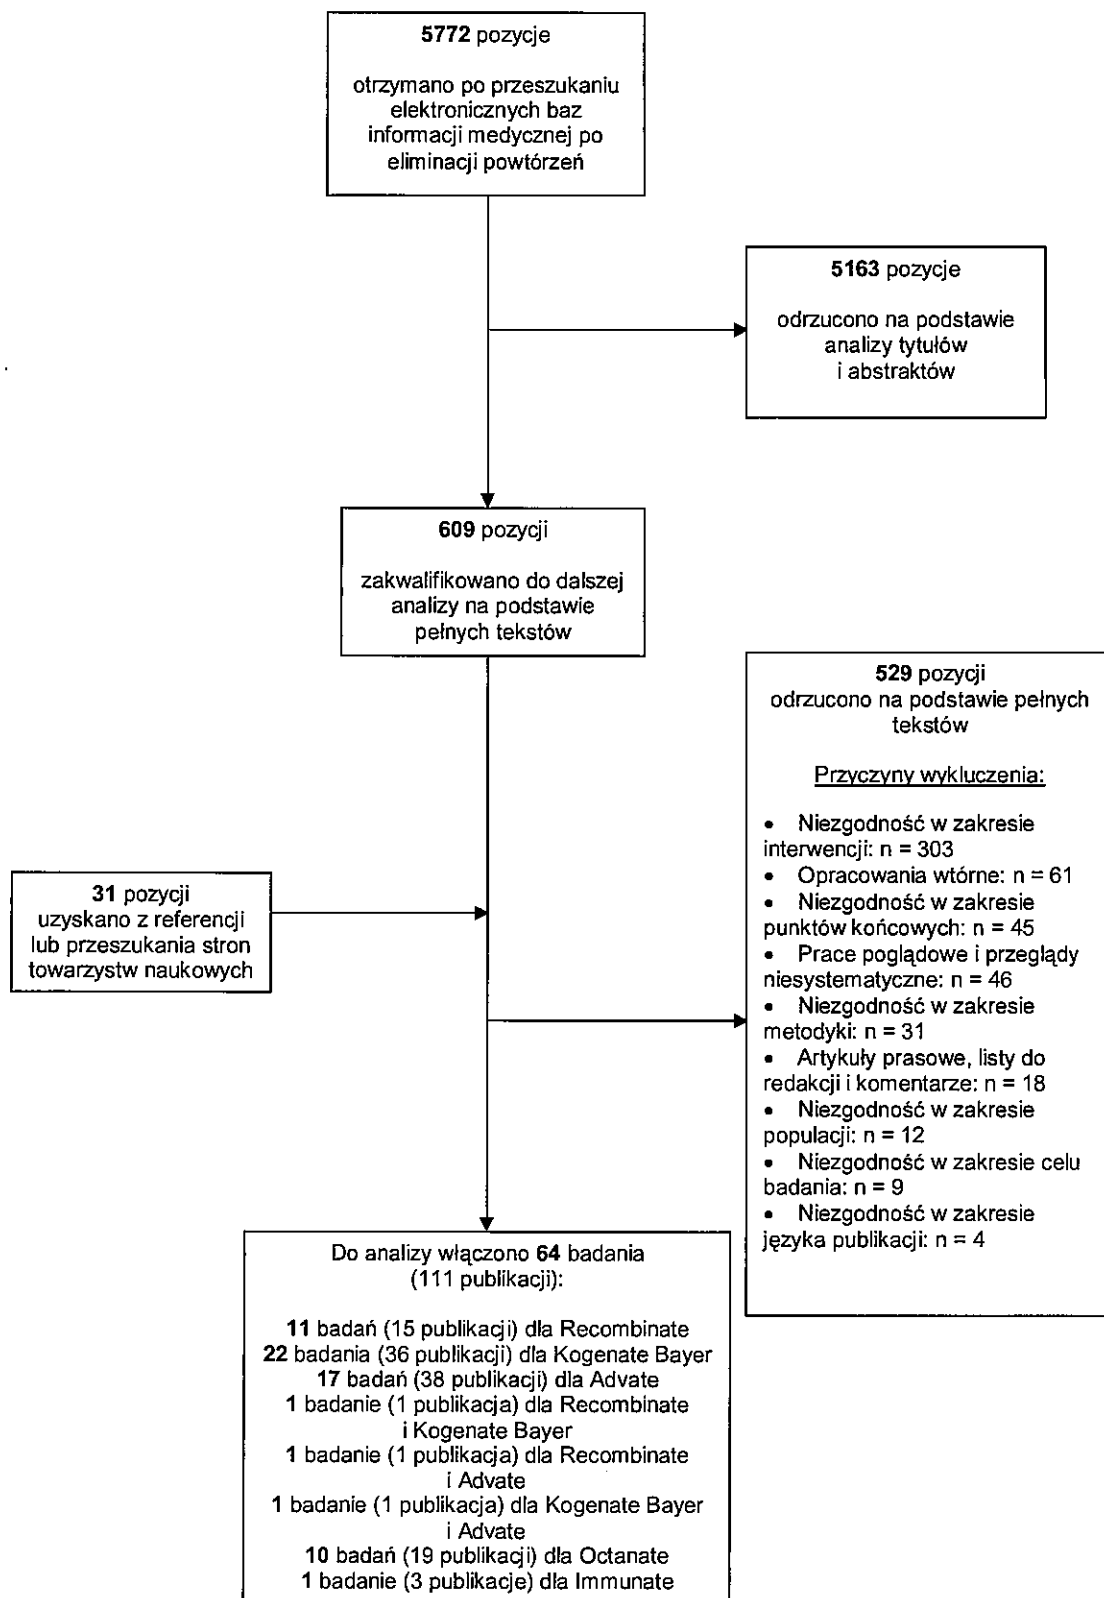 5772 pozycje
otrzymano po przeszukaniu
elektronicznych baz
informacji medycznej po
eliminacji powtórzeń
5163 pozycje
odrzucono na podstawie
analizy tytułów
i abstraktów
609 pozycji
zakwalifikowano do dalszej
analizy na podstawie
pełnych tekstów
31 pozycji
uzyskano z referencji
lub przeszukania stron
towarzystw naukowych
529 pozycji
odrzucono na podstawie pełnych
tekstów
Przyczyny wykluczenia:
• Niezgodność w zakresie
interwencji: n = 303
• Opracowania wtórne: n = 61
• Niezgodność w zakresie
punktów końcowych: n = 45
• Prace poglądowe i przeglądy
niesystematyczne: n = 46
• Niezgodność w zakresie
metodyki: n = 31
• Artykuły prasowe, listy do
redakcji i komentarze: n = 18
• Niezgodność w zakresie
populacji: n = 12
• Niezgodność w zakresie celu
badania: n = 9
• Niezgodność w zakresie
języka publikacji: n = 4
Do analizy włączono 64 badania
(111 publikacji):
11 badań (15 publikacji) dla Recombinate
22 badania (36 publikacji) dla Kogenate Bayer
17 badań (38 publikacji) dla Advate
1 badanie (1 publikacja) dla Recombinate
i Kogenate Bayer
1 badanie (1 publikacja) dla Recombinate
i Advate
1 badanie (1 publikacja) dla Kogenate Bayer
i Advate
10 badań (19 publikacji) dla Octanate
1 badanie (3 publikacje) dla Immunate